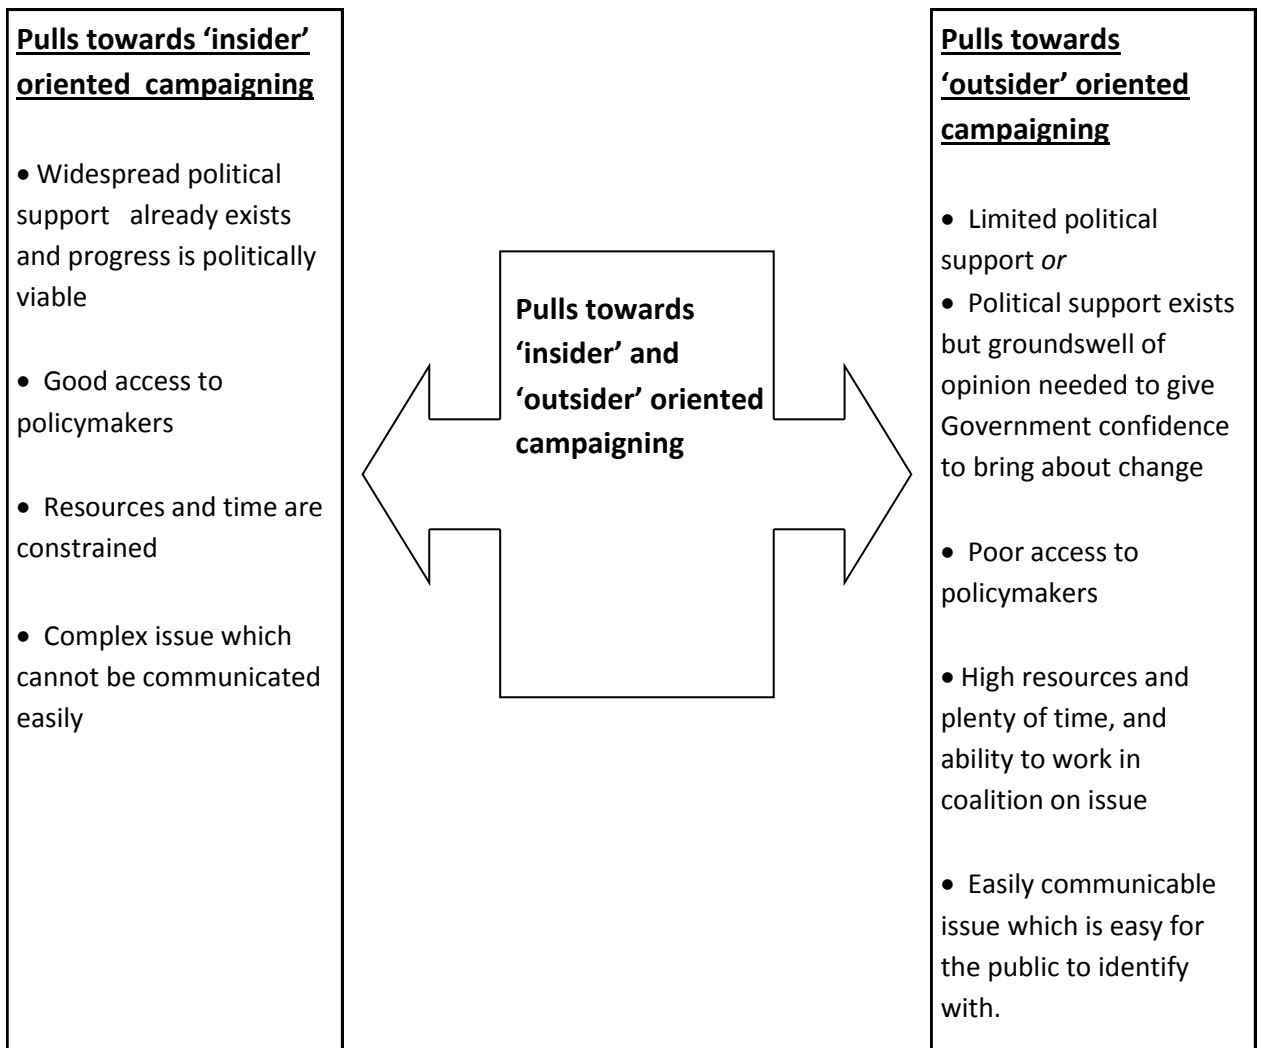 Pulls towards ‘insider’
oriented  campaigning
• Widespread political
support   already exists
and progress is politically
viable
•  Good access to
policymakers
•  Resources and time are
constrained
•  Complex issue which
cannot be communicated
easily
Pulls towards
‘insider’ and
‘outsider’ oriented
campaigning
Pulls towards
‘outsider’ oriented
campaigning
•  Limited political
support or
•  Political support exists
but groundswell of
opinion needed to give
Government confidence
to bring about change
•  Poor access to
policymakers
• High resources and
plenty of time, and
ability to work in
coalition on issue
•  Easily communicable
issue which is easy for
the public to identify
with.